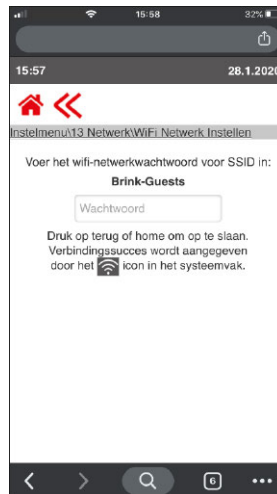 15:58
32%
15:57 28.1.2020
Instelmenu\13 Netwerk\WiFi Netwerk Instellen
Voer het wifi-netwerkwachtwoord voor SSID in:
Brink-Guests
Wachtwoord
Druk op terug of home om op te slaan.
Verbindingssucces wordt aangegeven
door het icon in het systeemvak.
6